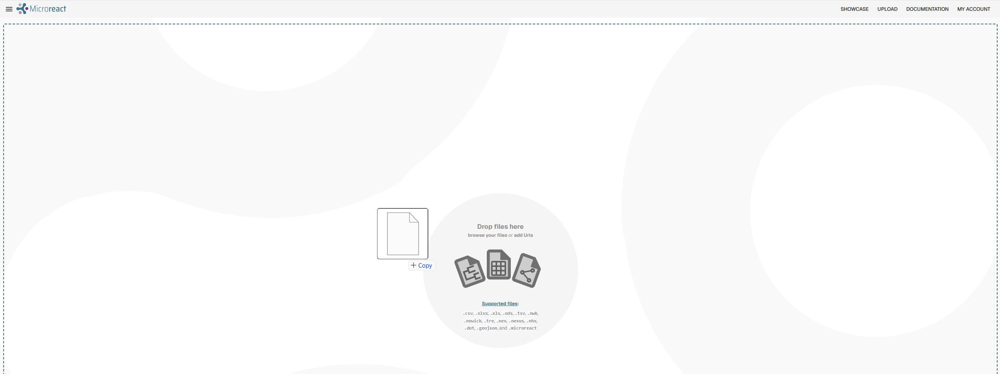 Microreact
SHOWCASE UPLOAD DOCUMENTATION MY ACCOUNT
Drop files here
browse your files or add Urls
+ Copy
Supported files:
.csv, .xlsx, .xls, .ods, .tsv, .nwk,
.newick, .tre, .nex, .nexus, .nhx,
.dot, .geojson, and .microreact